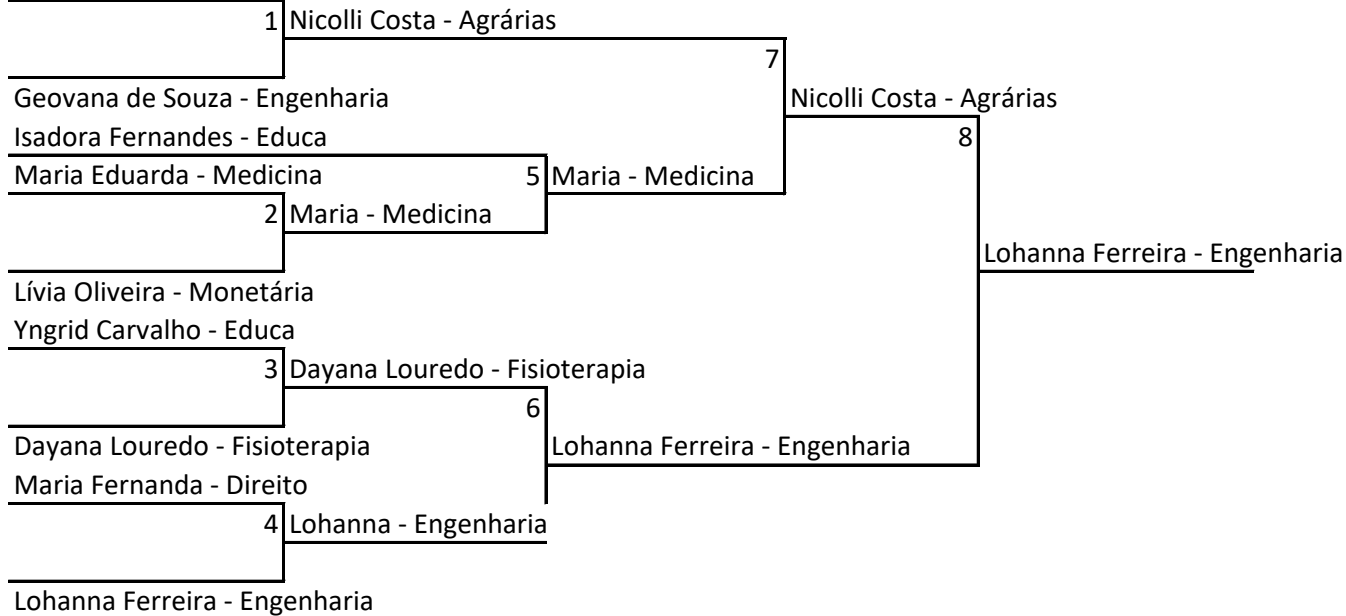 1 Nicolli Costa - Agrárias
7
Geovana de Souza - Engenharia
Nicolli Costa - Agrárias
Isadora Fernandes - Educa
8
Maria Eduarda - Medicina
5 Maria - Medicina
2 Maria - Medicina
Lohanna Ferreira - Engenharia
Lívia Oliveira - Monetária
Yngrid Carvalho - Educa
3 Dayana Louredo - Fisioterapia
6
Dayana Louredo - Fisioterapia
Lohanna Ferreira - Engenharia
Maria Fernanda - Direito
4 Lohanna - Engenharia
Lohanna Ferreira - Engenharia